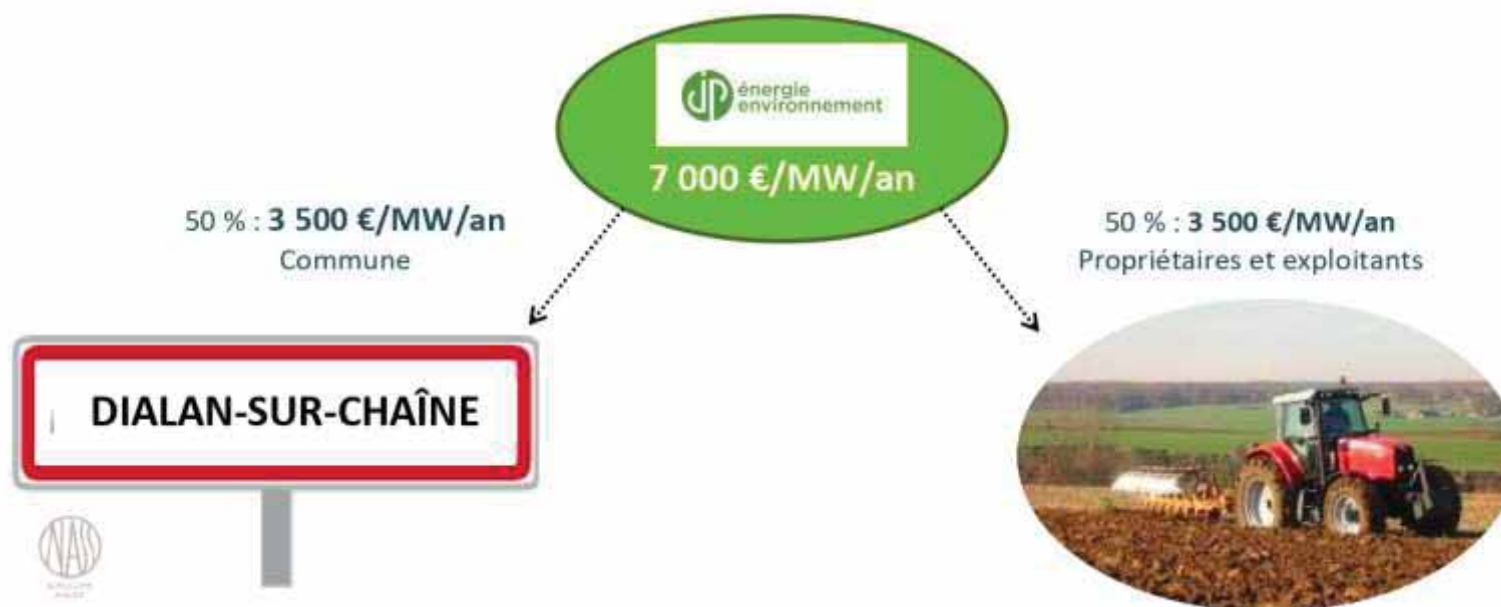 énergie
environnement
7 000 €/MW/an
50 % : 3 500 €/MW/an
Commune
50 % : 3 500 €/MW/an
Propriétaires et exploitants
DIALAN-SUR-CHAÎNE